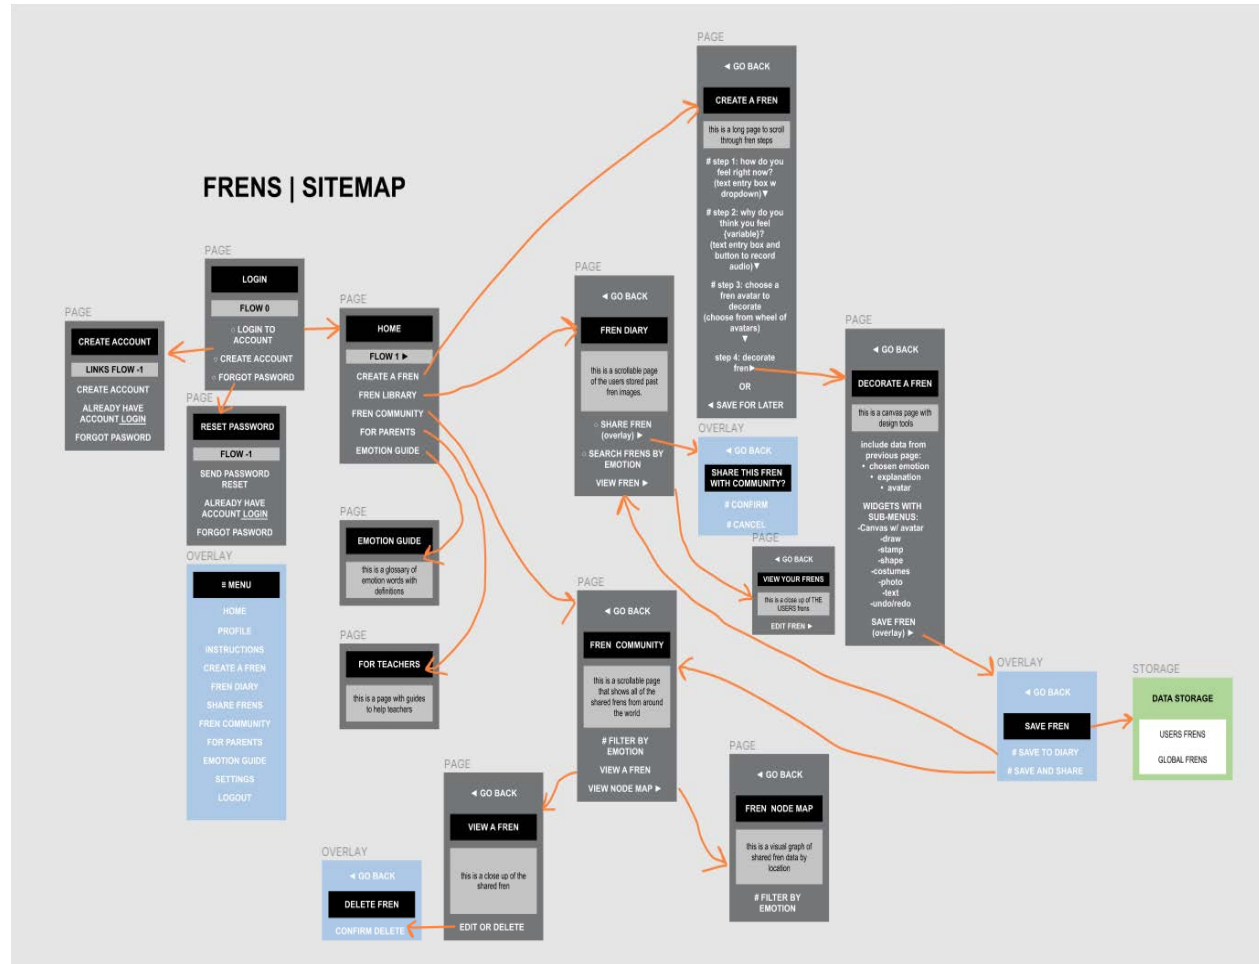 FRENS | SITEMAP
PAGE
LOGIN
FLOW 0
○ LOGIN TO
ACCOUNT
○ CREATE ACCOUNT
○ FORGOT PASWORD
PAGE
CREATE ACCOUNT
LINKS FLOW -1
CREATE ACCOUNT
ALREADY HAVE
ACCOUNT LOGIN
FORGOT PASWORD
PAGE
RESET PASSWORD
FLOW -1
SEND PASSWORD
RESET
ALREADY HAVE
ACCOUNT LOGIN
FORGOT PASWORD
OVERLAY
≡ MENU
HOME
PROFILE
INSTRUCTIONS
CREATE A FREN
FREN DIARY
SHARE FRENS
FREN COMMUNITY
FOR PARENTS
EMOTION GUIDE
SETTINGS
LOGOUT
PAGE
HOME
FLOW 1 ►
CREATE A FREN
FREN LIBRARY
FREN COMMUNITY
FOR PARENTS
EMOTION GUIDE
PAGE
EMOTION GUIDE
this is a glossary of
emotion words with
definitions
PAGE
FOR TEACHERS
this is a page with guides
to help teachers
PAGE
◄ GO BACK
FREN DIARY
this is a scrollable page
of the users stored past
fren images.
○ SHARE FREN
(overlay) ►
○ SEARCH FRENS BY
EMOTION
VIEW FREN ►
PAGE
◄ GO BACK
CREATE A FREN
this is a long page to scroll
through fren steps
# step 1: how do you
feel right now?
(text entry box w
dropdown)▼
# step 2: why do you
think you feel
{variable}?
(text entry box and
button to record
audio)▼
# step 3: choose a
fren avatar to
decorate
(choose from wheel of
avatars)
▼
step 4: decorate
fren►
OR
◄ SAVE FOR LATER
OVERLAY
◄ GO BACK
SHARE THIS FREN
WITH COMMUNITY?
# CONFIRM
# CANCEL
PAGE
◄ GO BACK
VIEW YOUR FRENS
this is a close up of THE
USERS frens
EDIT FREN ►
PAGE
◄ GO BACK
DECORATE A FREN
this is a canvas page with
design tools
include data from
previous page:
• chosen emotion
• explanation
• avatar
WIDGETS WITH
SUB-MENUS:
-Canvas w/ avatar
-draw
-stamp
-shape
-costumes
-photo
-text
-undo/redo
SAVE FREN
(overlay) ►
PAGE
◄ GO BACK
FREN COMMUNITY
this is a scrollable page
that shows all of the
shared frens from around
the world
# FILTER BY
EMOTION
VIEW A FREN
VIEW NODE MAP ►
OVERLAY
◄ GO BACK
SAVE FREN
# SAVE TO DIARY
# SAVE AND SHARE
STORAGE
DATA STORAGE
USERS FRENS
GLOBAL FRENS
PAGE
◄ GO BACK
FREN NODE MAP
this is a visual graph of
shared fren data by
location
# FILTER BY
EMOTION
PAGE
◄ GO BACK
VIEW A FREN
this is a close up of the
shared fren
EDIT OR DELETE
OVERLAY
◄ GO BACK
DELETE FREN
CONFIRM DELETE